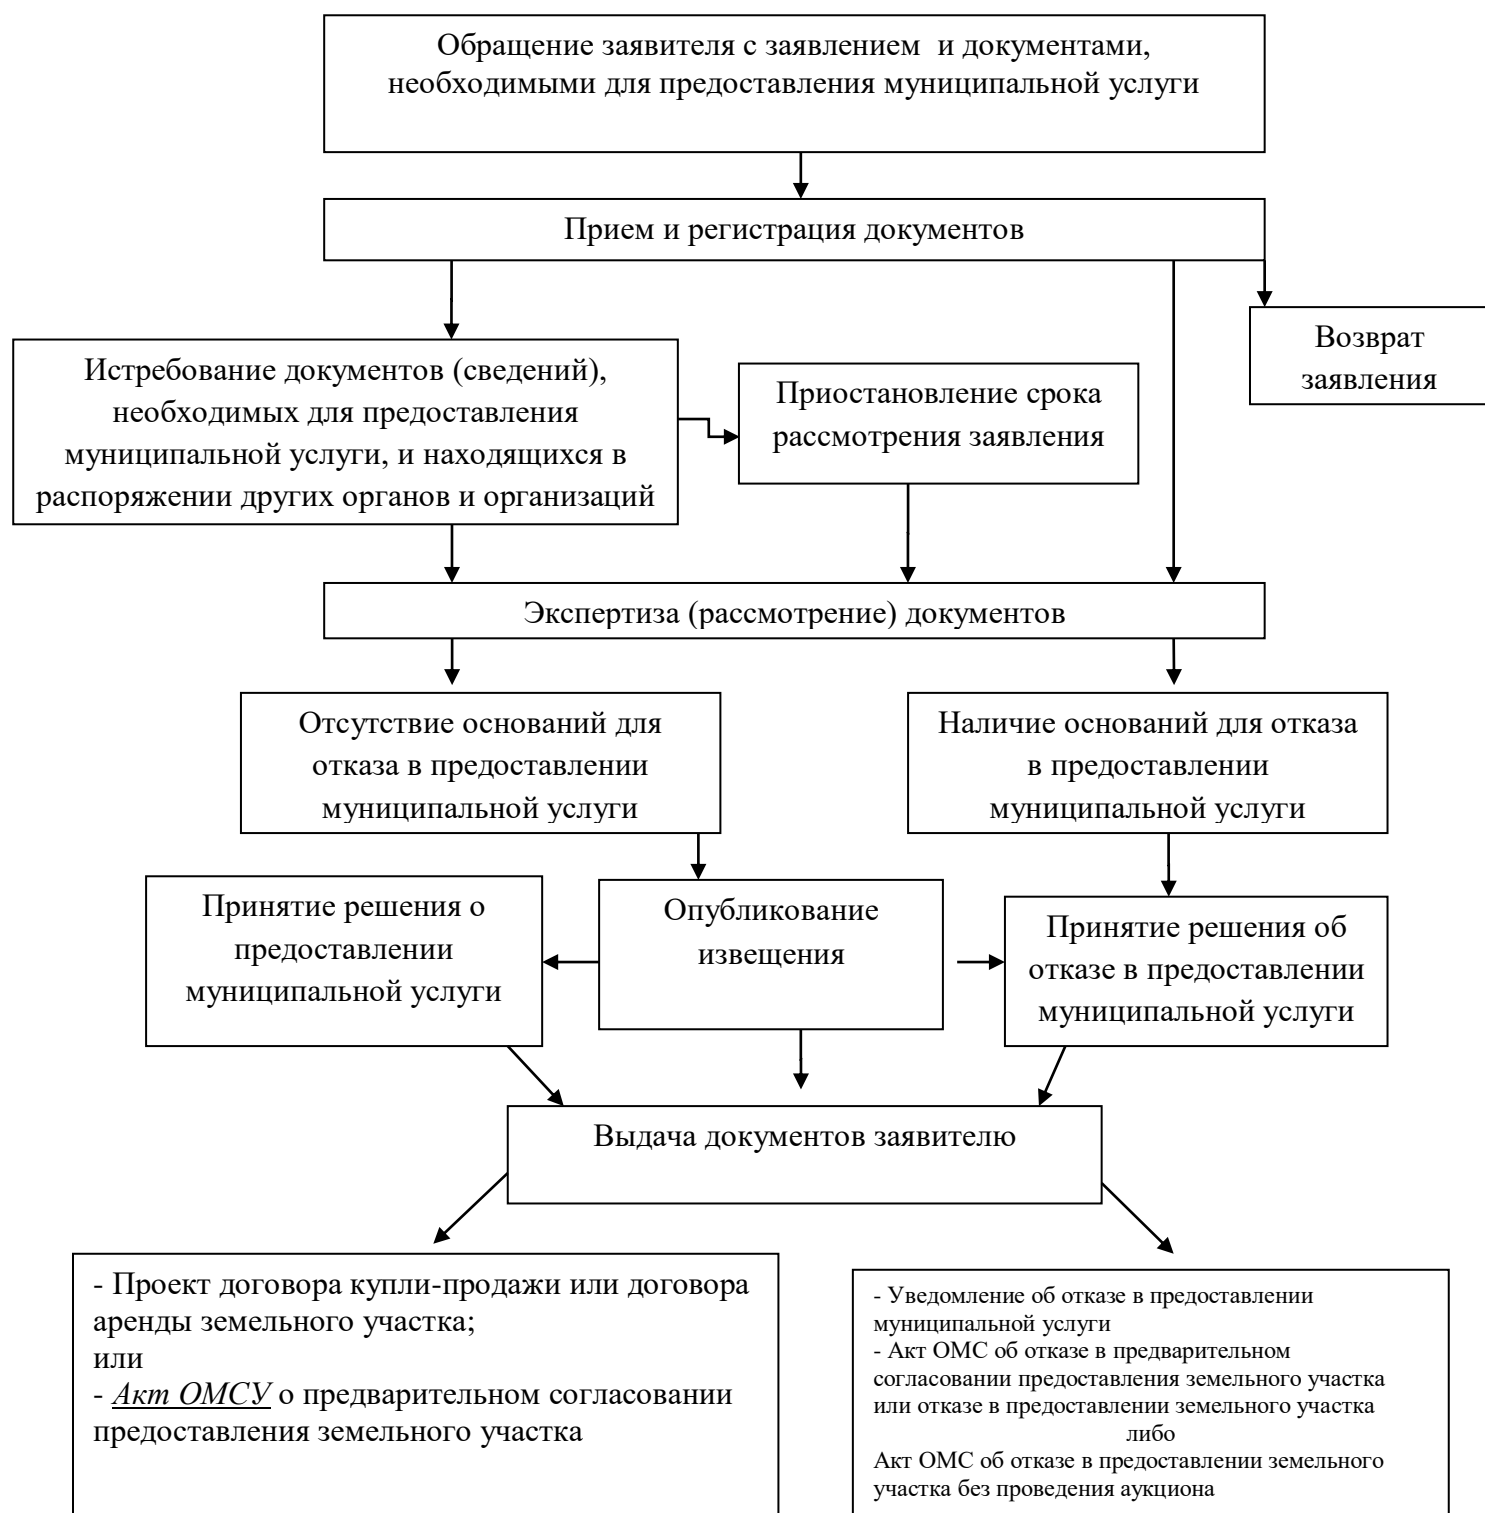 Обращение заявителя с заявлением и документами,
необходимыми для предоставления муниципальной услуги
Прием и регистрация документов
Возврат
заявления
Истребование документов (сведений),
необходимых для предоставления
муниципальной услуги, и находящихся в
распоряжении других органов и организаций
Приостановление срока
рассмотрения заявления
Экспертиза (рассмотрение) документов
Отсутствие оснований для
отказа в предоставлении
муниципальной услуги
Наличие оснований для отказа
в предоставлении
муниципальной услуги
Принятие решения о
предоставлении
муниципальной услуги
Опубликование
извещения
Принятие решения об
отказе в предоставлении
муниципальной услуги
Выдача документов заявителю
- Проект договора купли-продажи или договора
аренды земельного участка;
или
- Акт ОМСУ о предварительном согласовании
предоставления земельного участка
- Уведомление об отказе в предоставлении
муниципальной услуги
- Акт ОМС об отказе в предварительном
согласовании предоставления земельного участка
или отказе в предоставлении земельного участка
либо
Акт ОМС об отказе в предоставлении земельного
участка без проведения аукциона